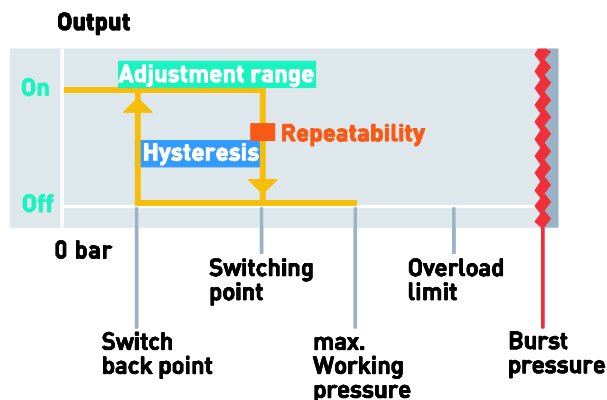 Output
On
Adjustment range
Repeatability
Hysteresis
Off
0 bar
Switching
point
Overload
limit
Switch
back point
max.
Working
pressure
Burst
pressure